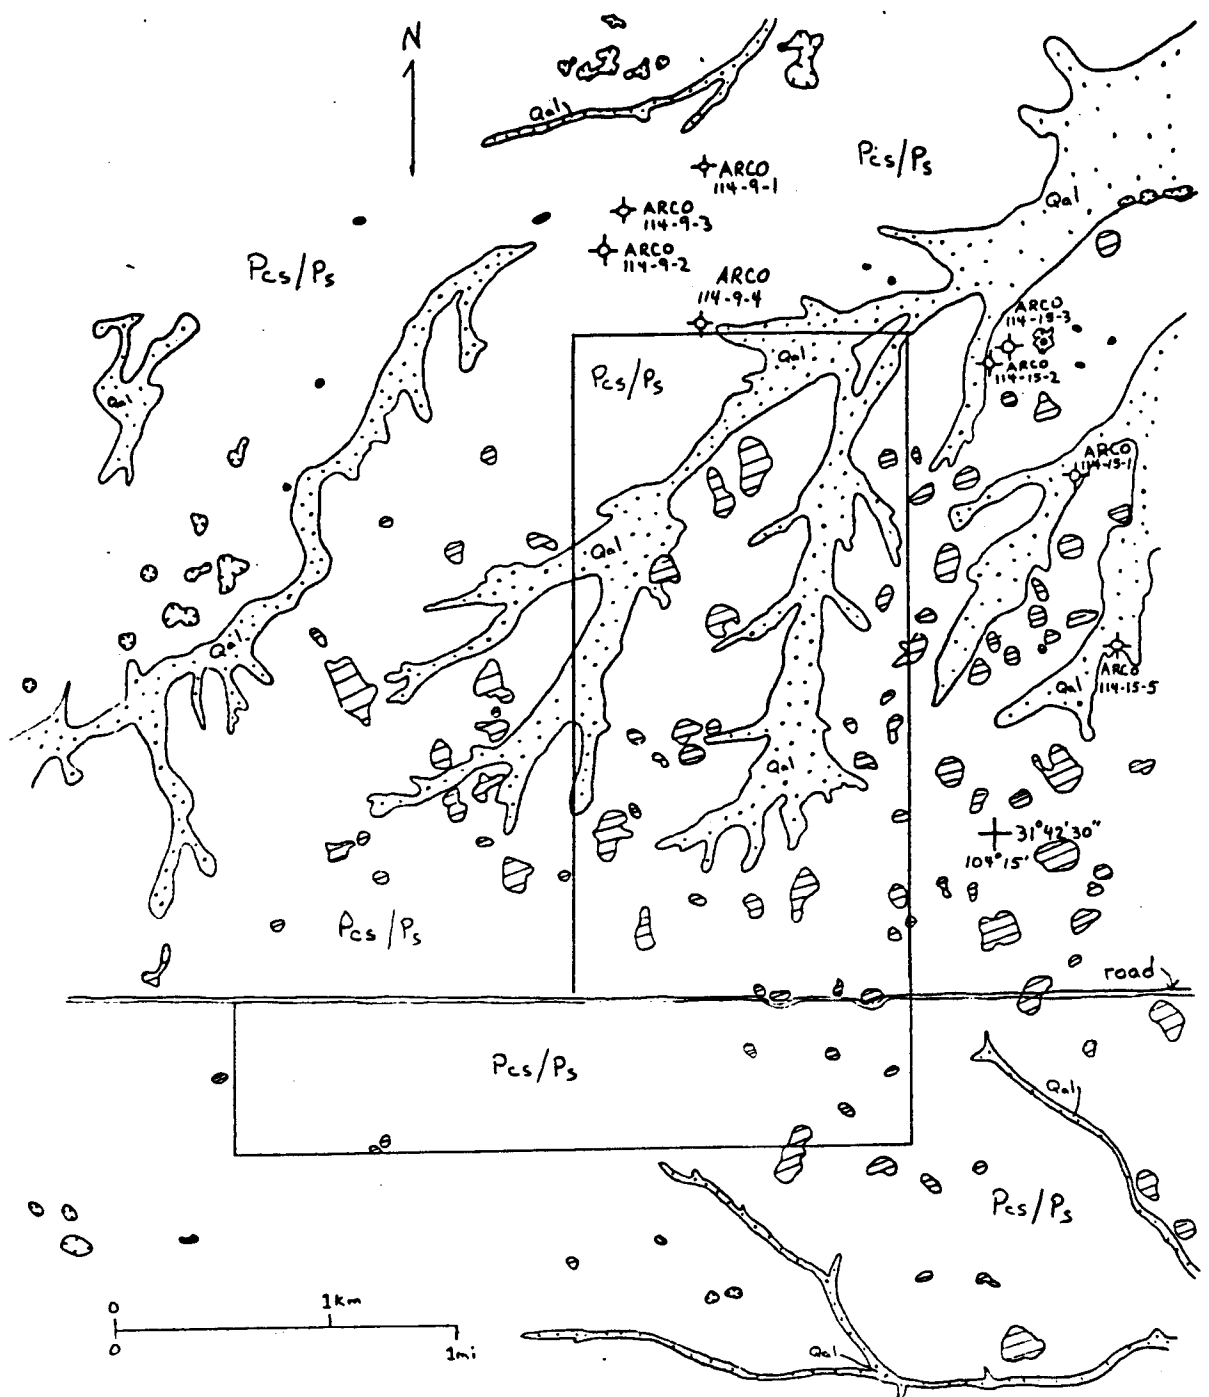 N
Qal
Pcs/Ps
ARCO
114-9-1
Qal
ARCO
114-9-3
ARCO
114-9-2
Pcs/Ps
ARCO
114-9-4
ARCO
114-15-3
Qal
Pcs/Ps
ARCO
114-15-2
Qal
ARCO
114-15-1
Qal
Qal
ARCO
114-15-5
Qal
Qal
31°42'30"
104°15'
Pcs/Ps
road
Pcs/Ps
Qal
Pcs/Ps
0 1km
0 1mi
Qal